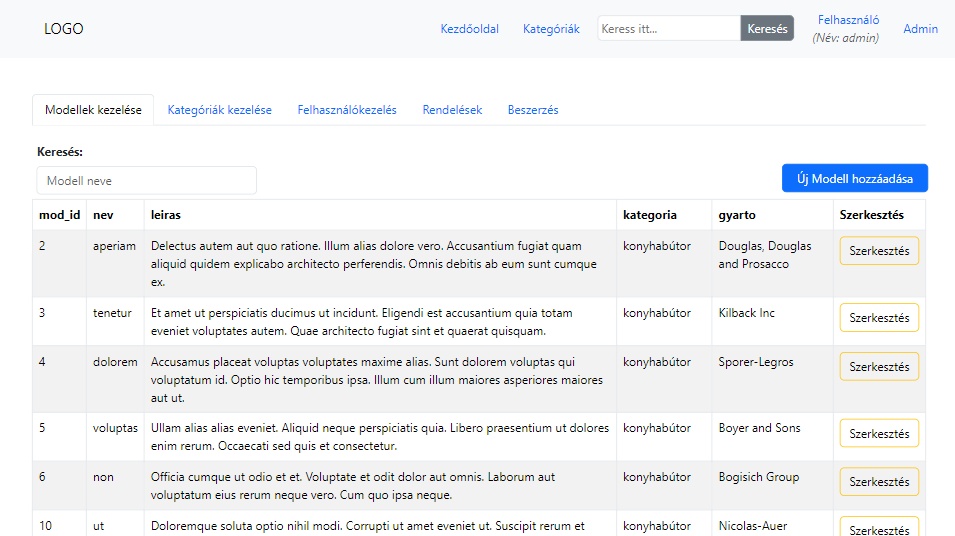 LOGO
Kezdőoldal
Kategóriák
Keress itt...
Keresés
Felhasználó
(Név: admin)
Admin
Modellek kezelése
Kategóriák kezelése
Felhasználókezelés
Rendelések
Beszerzés
Keresés:
Modell neve
Új Modell hozzáadása
mod_id nev leiras kategoria gyarto Szerkesztés
2 aperiam Delectus autem aut quo ratione. Illum alias dolore vero. Accusantium fugiat quam konyhabútor Douglas, Douglas Szerkesztés
aliquid quidem explicabo architecto perferendis. Omnis debitis ab eum sunt cumque and Prosacco
ex.
3 tenetur Et amet ut perspiciatis ducimus ut incidunt. Eligendi est accusantium quia totam konyhabútor Kilback Inc Szerkesztés
eveniet voluptates autem. Quae architecto fugiat sint et quaerat quisquam.
4 dolorem Accusamus placeat voluptas voluptates maxime alias. Sunt dolorem voluptas qui konyhabútor Sporer-Legros Szerkesztés
voluptatum id. Optio hic temporibus ipsa. Illum cum illum maiores asperiores maiores
aut ut.
5 voluptas Ullam alias alias eveniet. Aliquid neque perspiciatis quia. Libero praesentium ut dolores konyhabútor Boyer and Sons Szerkesztés
enim rerum. Occaecati sed quis et consectetur.
6 non Officia cumque ut odio et et. Voluptate et odit dolor aut omnis. Laborum aut konyhabútor Bogisich Group Szerkesztés
voluptatum eius rerum neque vero. Cum quo ipsa neque.
10 ut Doloremque soluta optio nihil modi. Corrupti ut amet eveniet ut. Suscipit rerum et konyhabútor Nicolas-Auer Szerkesztés